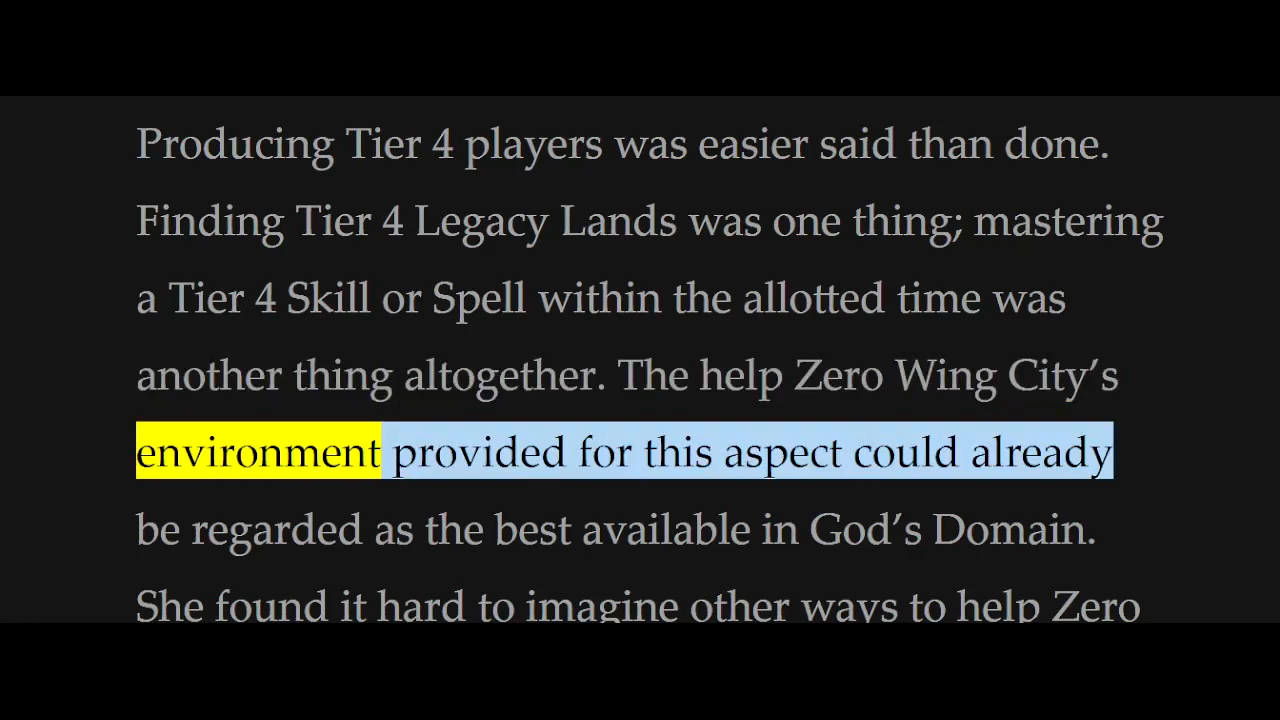 Producing Tier 4 players was easier said than done.
Finding Tier 4 Legacy Lands was one thing; mastering
a Tier 4 Skill or Spell within the allotted time was
another thing altogether. The help Zero Wing City’s
environment provided for this aspect could already
be regarded as the best available in God’s Domain.
She found it hard to imagine other ways to help Zero